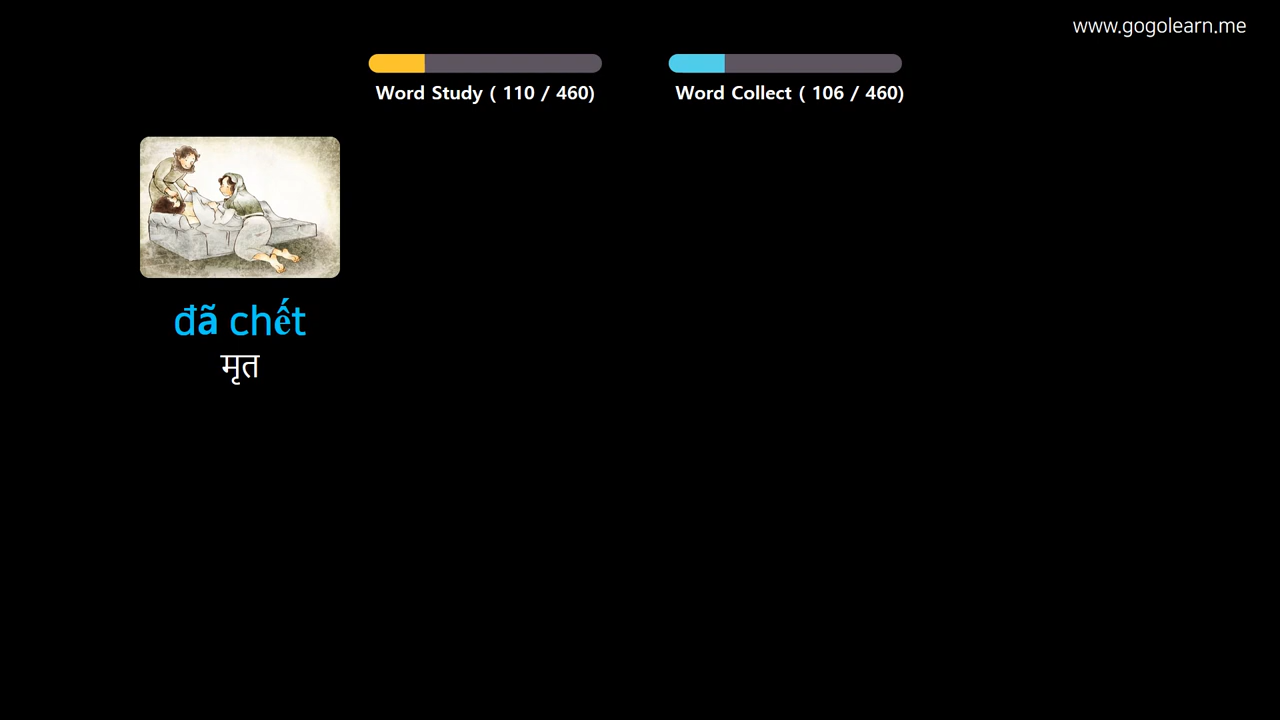 www.gogolearn.me
Word Study ( 110 / 460)
Word Collect ( 106 / 460)
đã chết
मृत